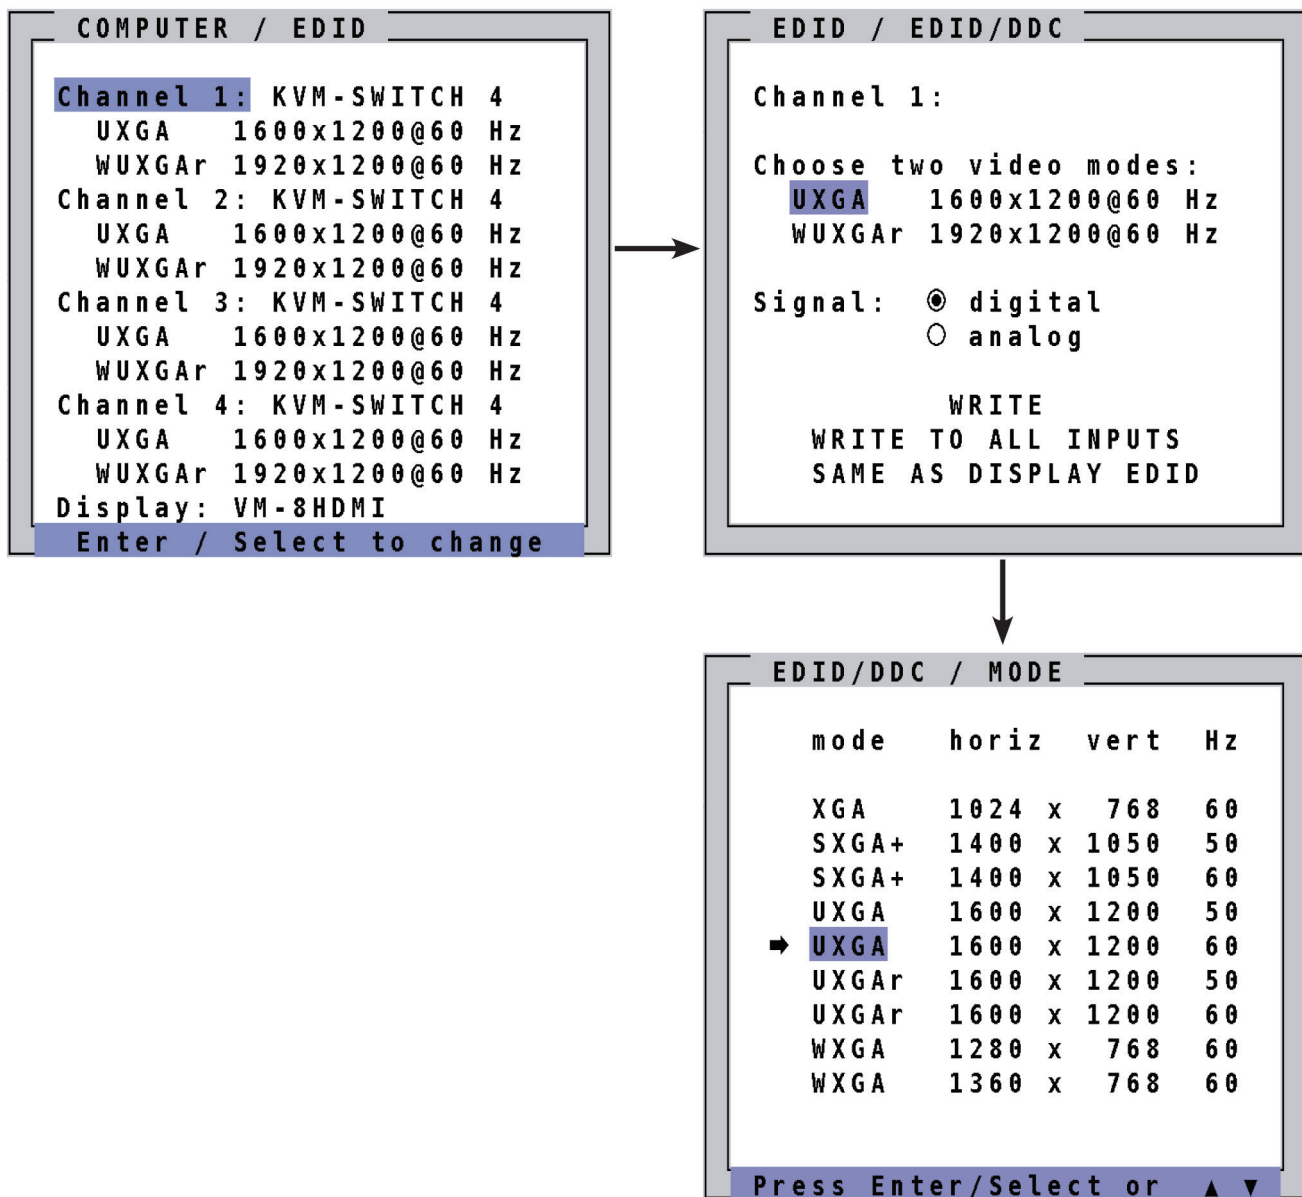 COMPUTER / EDID
Channel 1: KVM-SWITCH 4
UXGA 1600x1200@60 Hz
WUXGAr 1920x1200@60 Hz
Channel 2: KVM-SWITCH 4
UXGA 1600x1200@60 Hz
WUXGAr 1920x1200@60 Hz
Channel 3: KVM-SWITCH 4
UXGA 1600x1200@60 Hz
WUXGAr 1920x1200@60 Hz
Channel 4: KVM-SWITCH 4
UXGA 1600x1200@60 Hz
WUXGAr 1920x1200@60 Hz
Display: VM-8HDMI
Enter / Select to change
EDID / EDID/DDC
Channel 1:
Choose two video modes:
UXGA 1600x1200@60 Hz
WUXGAr 1920x1200@60 Hz
Signal: ◉ digital
○ analog
WRITE
WRITE TO ALL INPUTS
SAME AS DISPLAY EDID
EDID/DDC / MODE
mode horiz vert Hz
XGA 1024 x 768 60
SXGA+ 1400 x 1050 50
SXGA+ 1400 x 1050 60
UXGA 1600 x 1200 50
➡ UXGA 1600 x 1200 60
UXGAr 1600 x 1200 50
UXGAr 1600 x 1200 60
WXGA 1280 x 768 60
WXGA 1360 x 768 60
Press Enter/Select or ▲ ▼